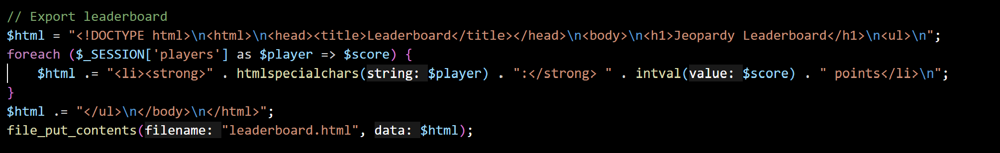 // Export leaderboard
$html = "<!DOCTYPE html>\n<html>\n<head><title>Leaderboard</title></head>\n<body>\n<h1>Jeopardy Leaderboard</h1>\n<ul>\n";
foreach ($_SESSION['players'] as $player => $score) {
    $html .= "<li><strong>" . htmlspecialchars(string: $player) . ":</strong> " . intval(value: $score) . " points</li>\n";
}
$html .= "</ul>\n</body>\n</html>";
file_put_contents(filename: "leaderboard.html", data: $html);